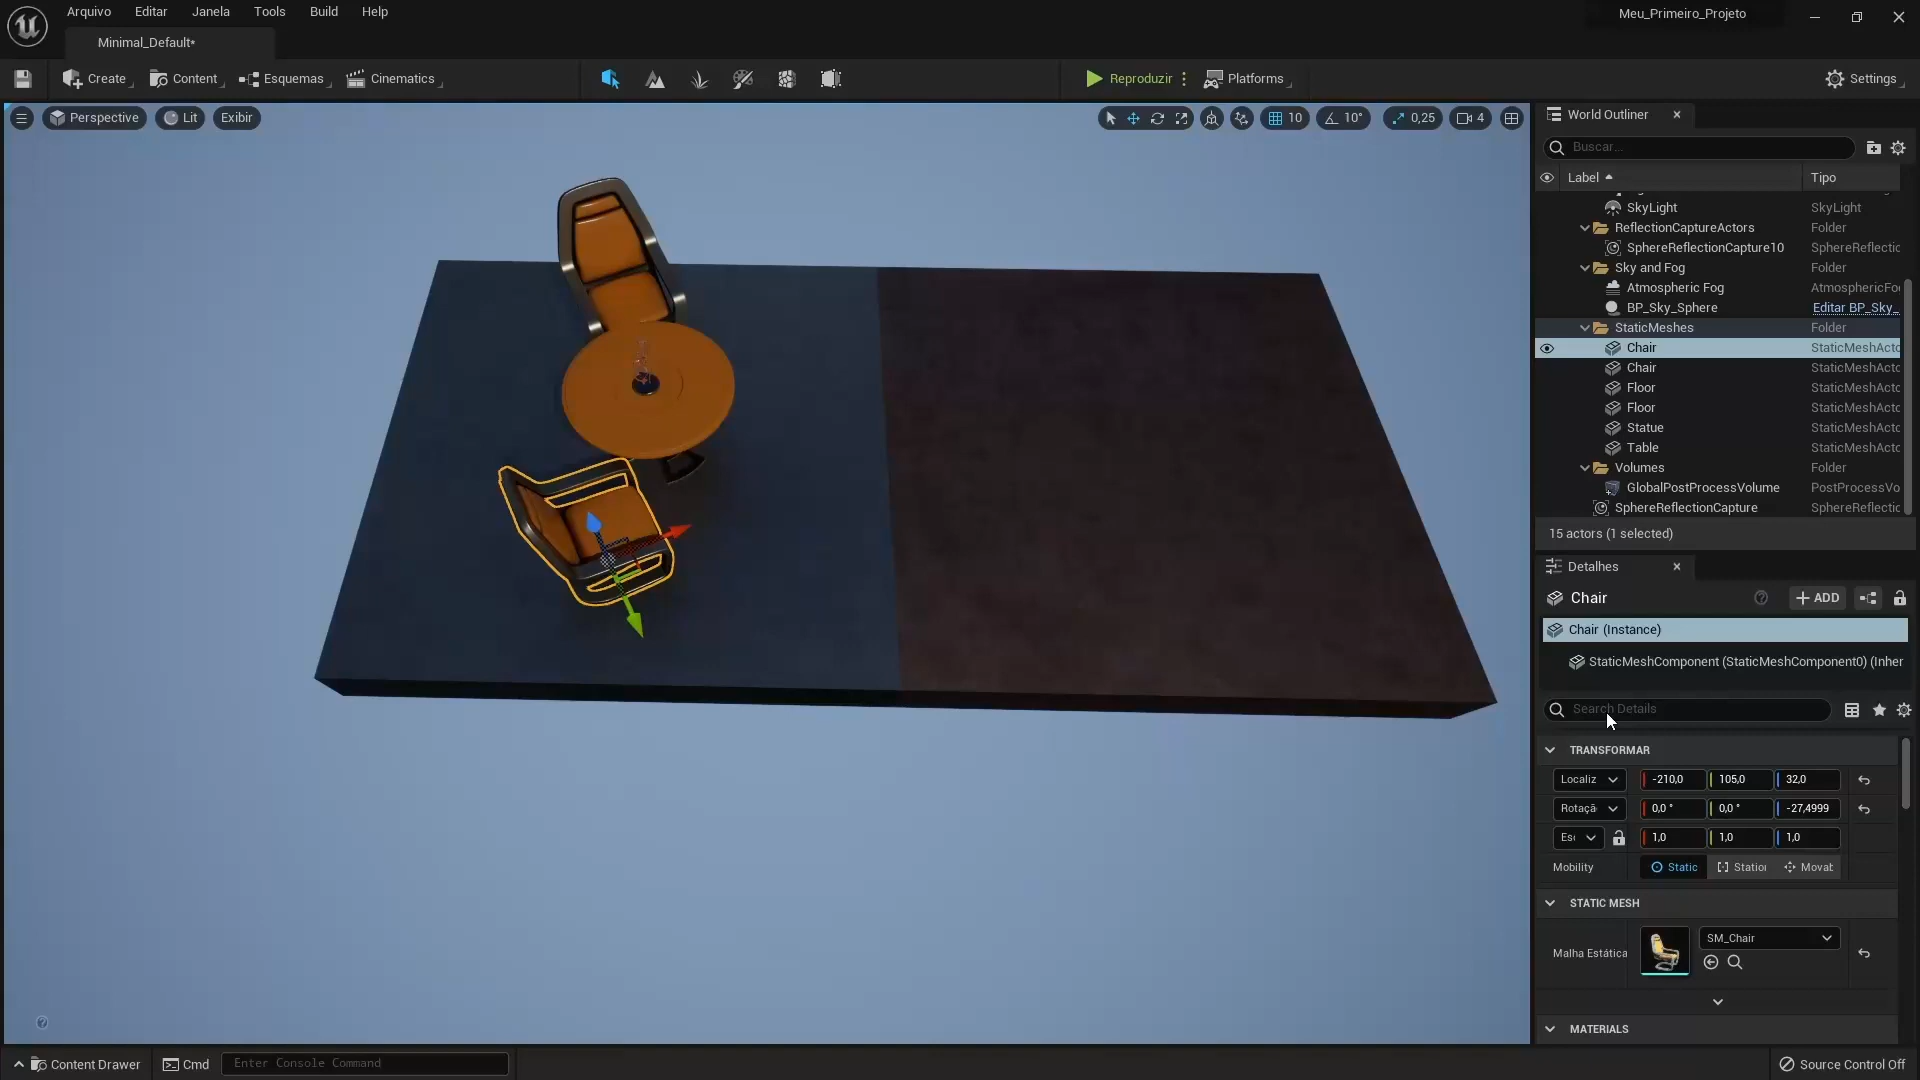 Arquivo Editar Janela Tools Build Help
Meu_Primeiro_Projeto
Minimal_Default*
Create Content Esquemas Cinematics Reproduzir Platforms Settings
Perspective Lit Exibir 10 10° 0,25 4
World Outliner
Buscar...
Label Tipo
SkyLight SkyLight
ReflectionCaptureActors Folder
SphereReflectionCapture10 SphereReflectic
Sky and Fog Folder
Atmospheric Fog AtmosphericFo
BP_Sky_Sphere Editar BP_Sky_
StaticMeshes Folder
Chair StaticMeshActo
Chair StaticMeshActo
Floor StaticMeshActo
Floor StaticMeshActo
Statue StaticMeshActo
Table StaticMeshActo
Volumes Folder
GlobalPostProcessVolume PostProcessVo
SphereReflectionCapture SphereReflectic
15 actors (1 selected)
Detalhes
Chair ADD
Chair (Instance)
StaticMeshComponent (StaticMeshComponent0) (Inher
Search Details
TRANSFORMAR
Localiz -210,0 105,0 32,0
Rotaçã 0,0 ° 0,0 ° -27,4999
Esc 1,0 1,0 1,0
Mobility Static Station Movab
STATIC MESH
Malha Estática SM_Chair
MATERIALS
Content Drawer Cmd Enter Console Command Source Control Off